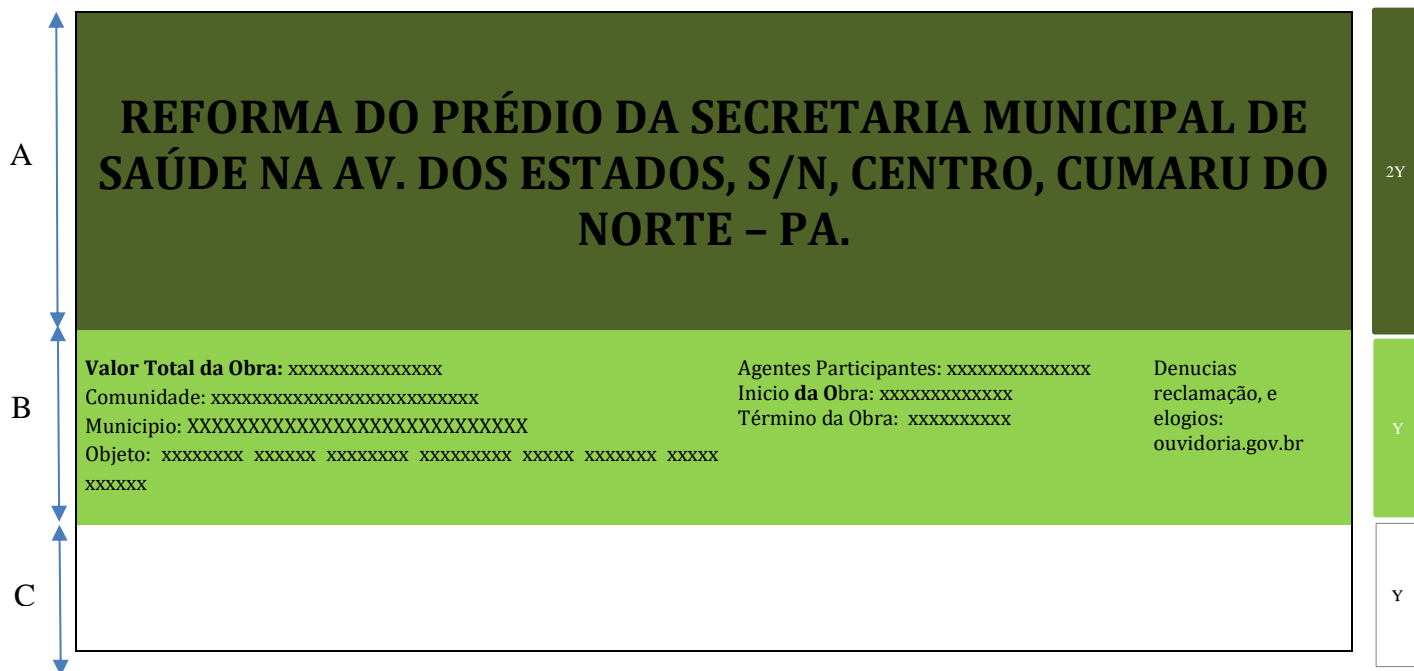 REFORMA DO PRÉDIO DA SECRETARIA MUNICIPAL DE
SAÚDE NA AV. DOS ESTADOS, S/N, CENTRO, CUMARU DO
NORTE – PA.
A
2Y
Valor Total da Obra: xxxxxxxxxxxxxxx
Comunidade: xxxxxxxxxxxxxxxxxxxxxxxxxx
Municipio: XXXXXXXXXXXXXXXXXXXXXXXXXXXX
Objeto: xxxxxxxx xxxxxx xxxxxxxx xxxxxxxxx xxxxx xxxxxxx xxxxx
xxxxxx
Agentes Participantes: xxxxxxxxxxxxxx
Inicio da Obra: xxxxxxxxxxxxx
Término da Obra: xxxxxxxxxx
Denucias
reclamação, e
elogios:
ouvidoria.gov.br
B
Y
C
Y